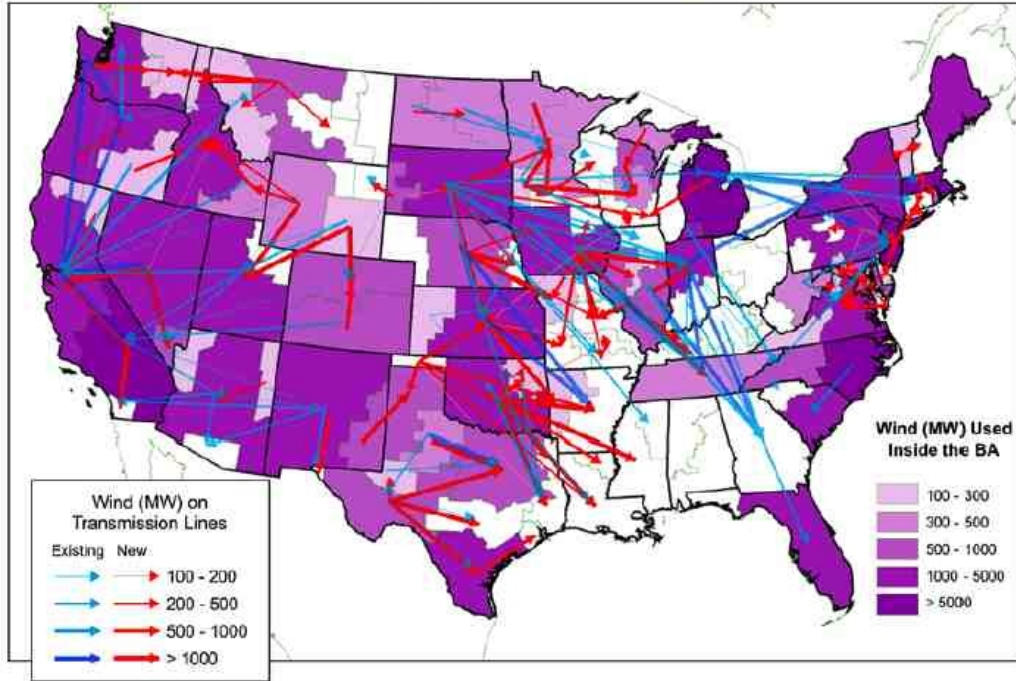 Wind (MW) on
Transmission Lines
Existing New
100 - 200
200 - 500
500 - 1000
> 1000
Wind (MW) Used
Inside the BA
100 - 300
300 - 500
500 - 1000
1000 - 5000
> 5000